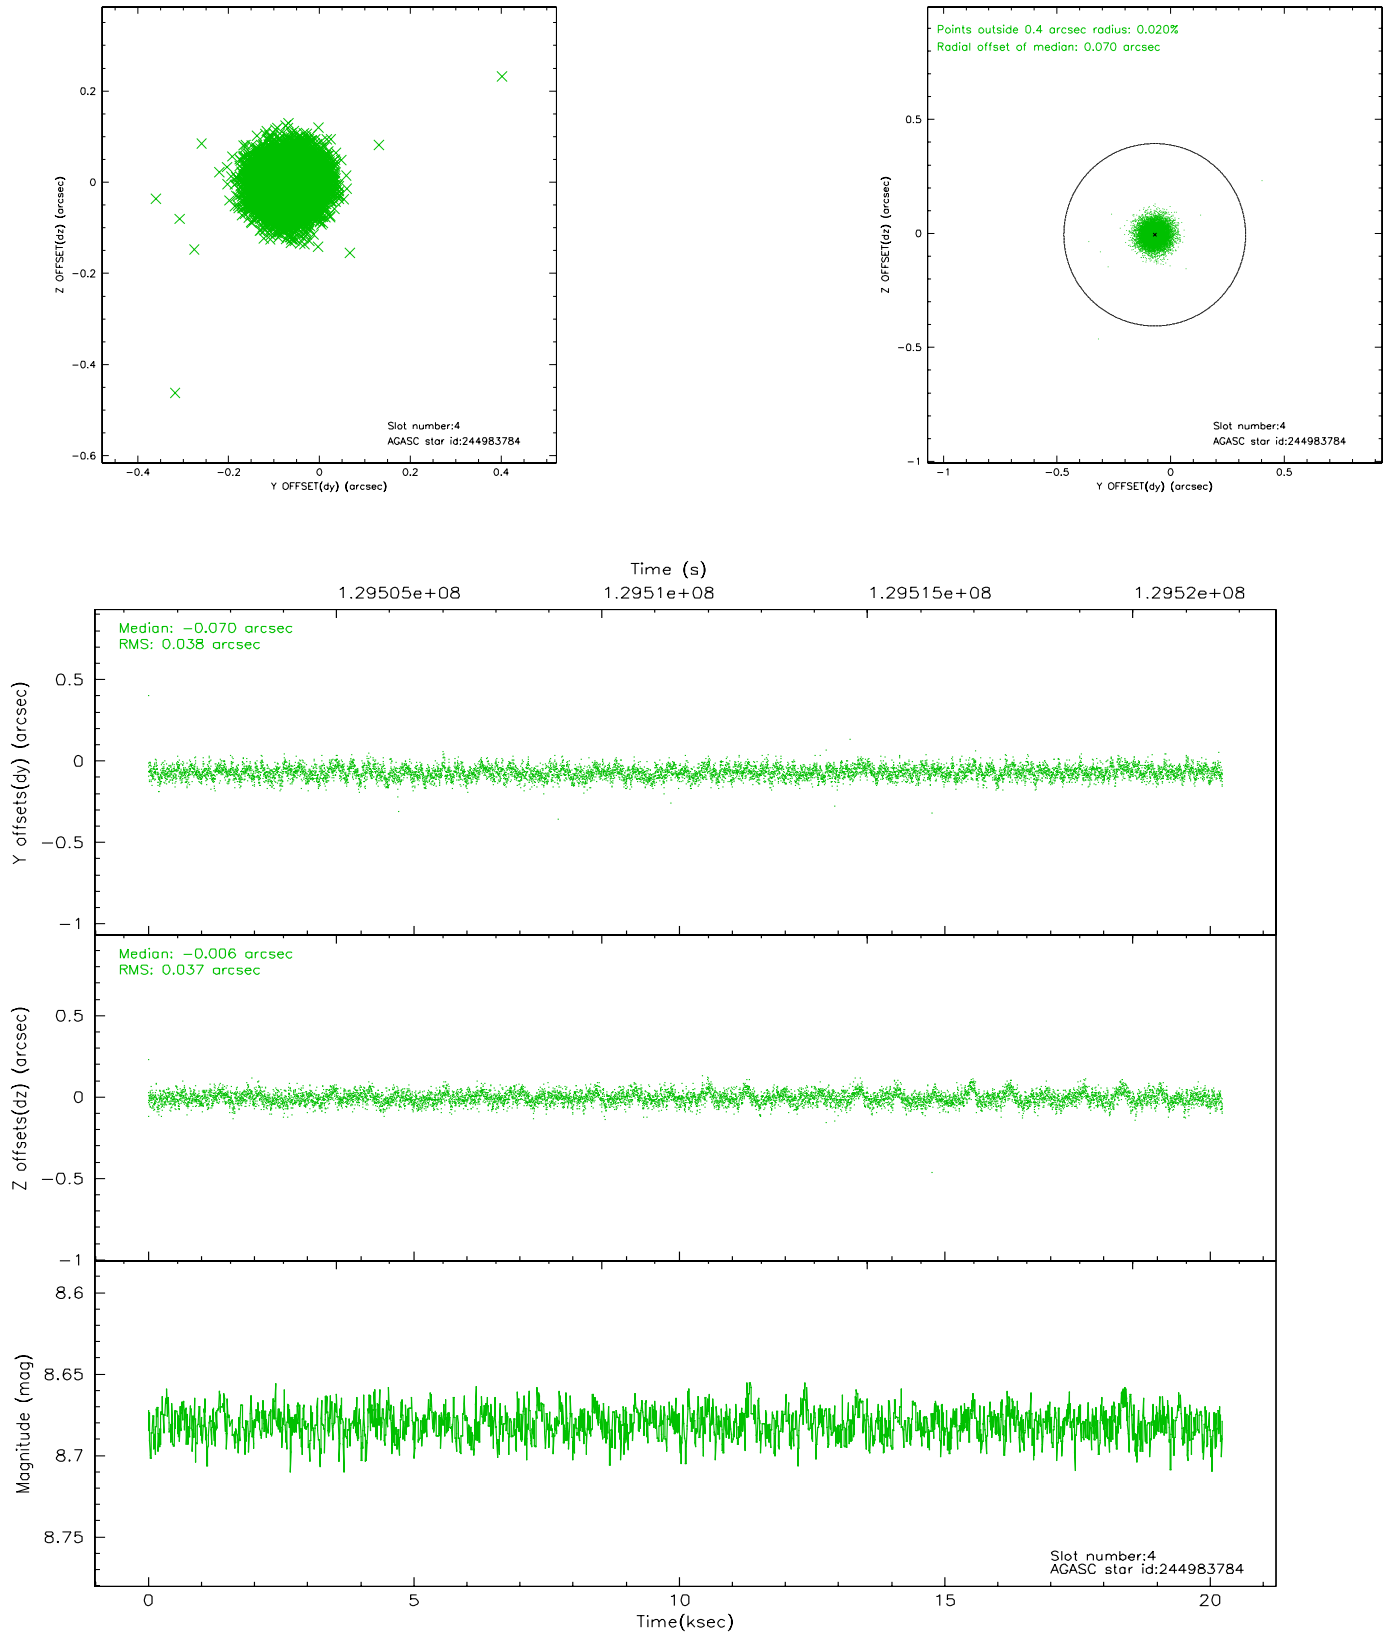 0.2
0
−0.2
−0.4
−0.6
Z OFFSET(dz) (arcsec)
Slot number:4
AGASC star id:244983784
−0.4 −0.2 0 0.2 0.4
Y OFFSET(dy) (arcsec)
Points outside 0.4 arcsec radius: 0.020%
Radial offset of median: 0.070 arcsec
0.5
0
−0.5
−1
Z OFFSET(dz) (arcsec)
Slot number:4
AGASC star id:244983784
−1 −0.5 0 0.5
Y OFFSET(dy) (arcsec)
Time (s)
1.29505e+08 1.2951e+08 1.29515e+08 1.2952e+08
Median: −0.070 arcsec
RMS: 0.038 arcsec
0.5
0
−0.5
−1
Y offsets(dy) (arcsec)
Median: −0.006 arcsec
RMS: 0.037 arcsec
0.5
0
−0.5
−1
Z offsets(dz) (arcsec)
8.6
8.65
8.7
8.75
Magnitude (mag)
Slot number:4
AGASC star id:244983784
0 5 10 15 20
Time(ksec)